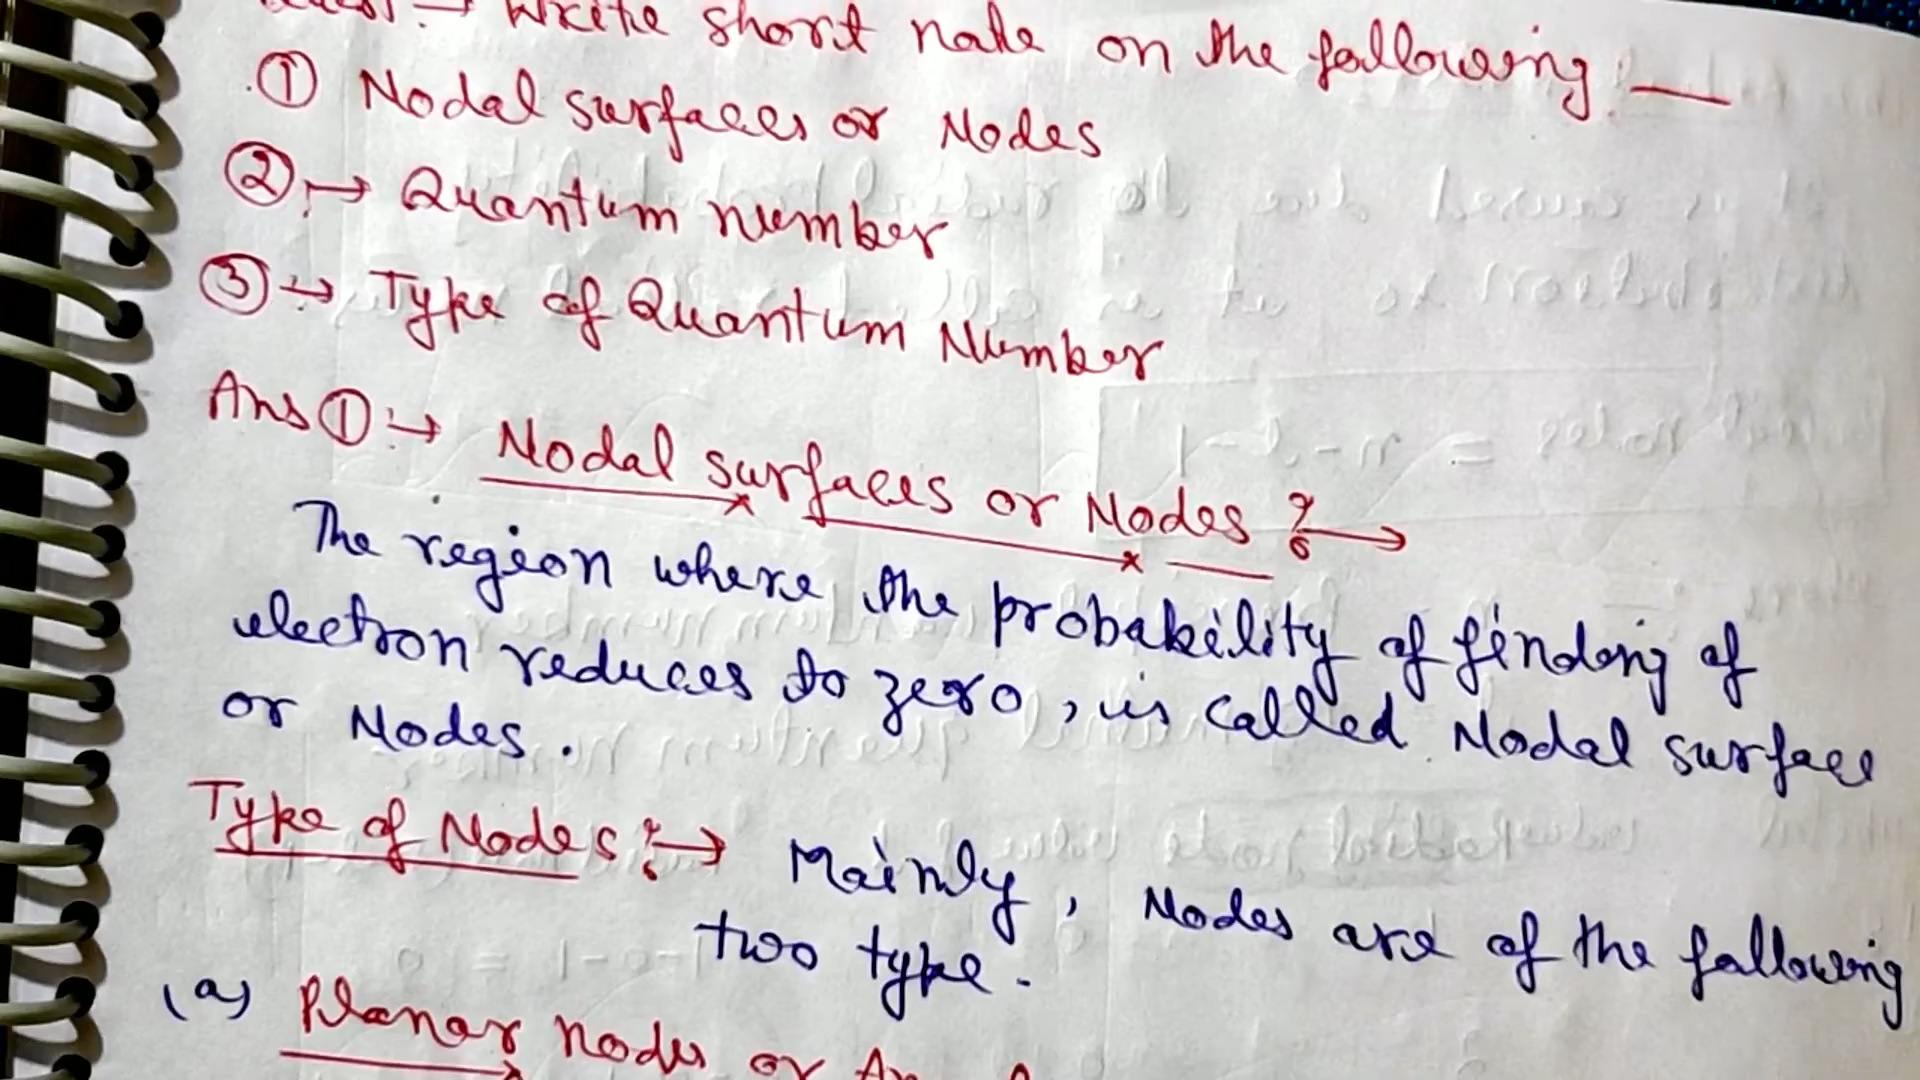 Write short note on the following :—
① Nodal surfaces or Nodes
② :→ Quantum number
③ :→ Type of Quantum Number
Ans ① :→ Nodal surfaces or Nodes :→
The region where the probability of finding of
electron reduces to zero, is called Nodal surface
or Nodes.
Type of Nodes :→ Mainly, Nodes are of the following
two type.
(a) Planar nodes or